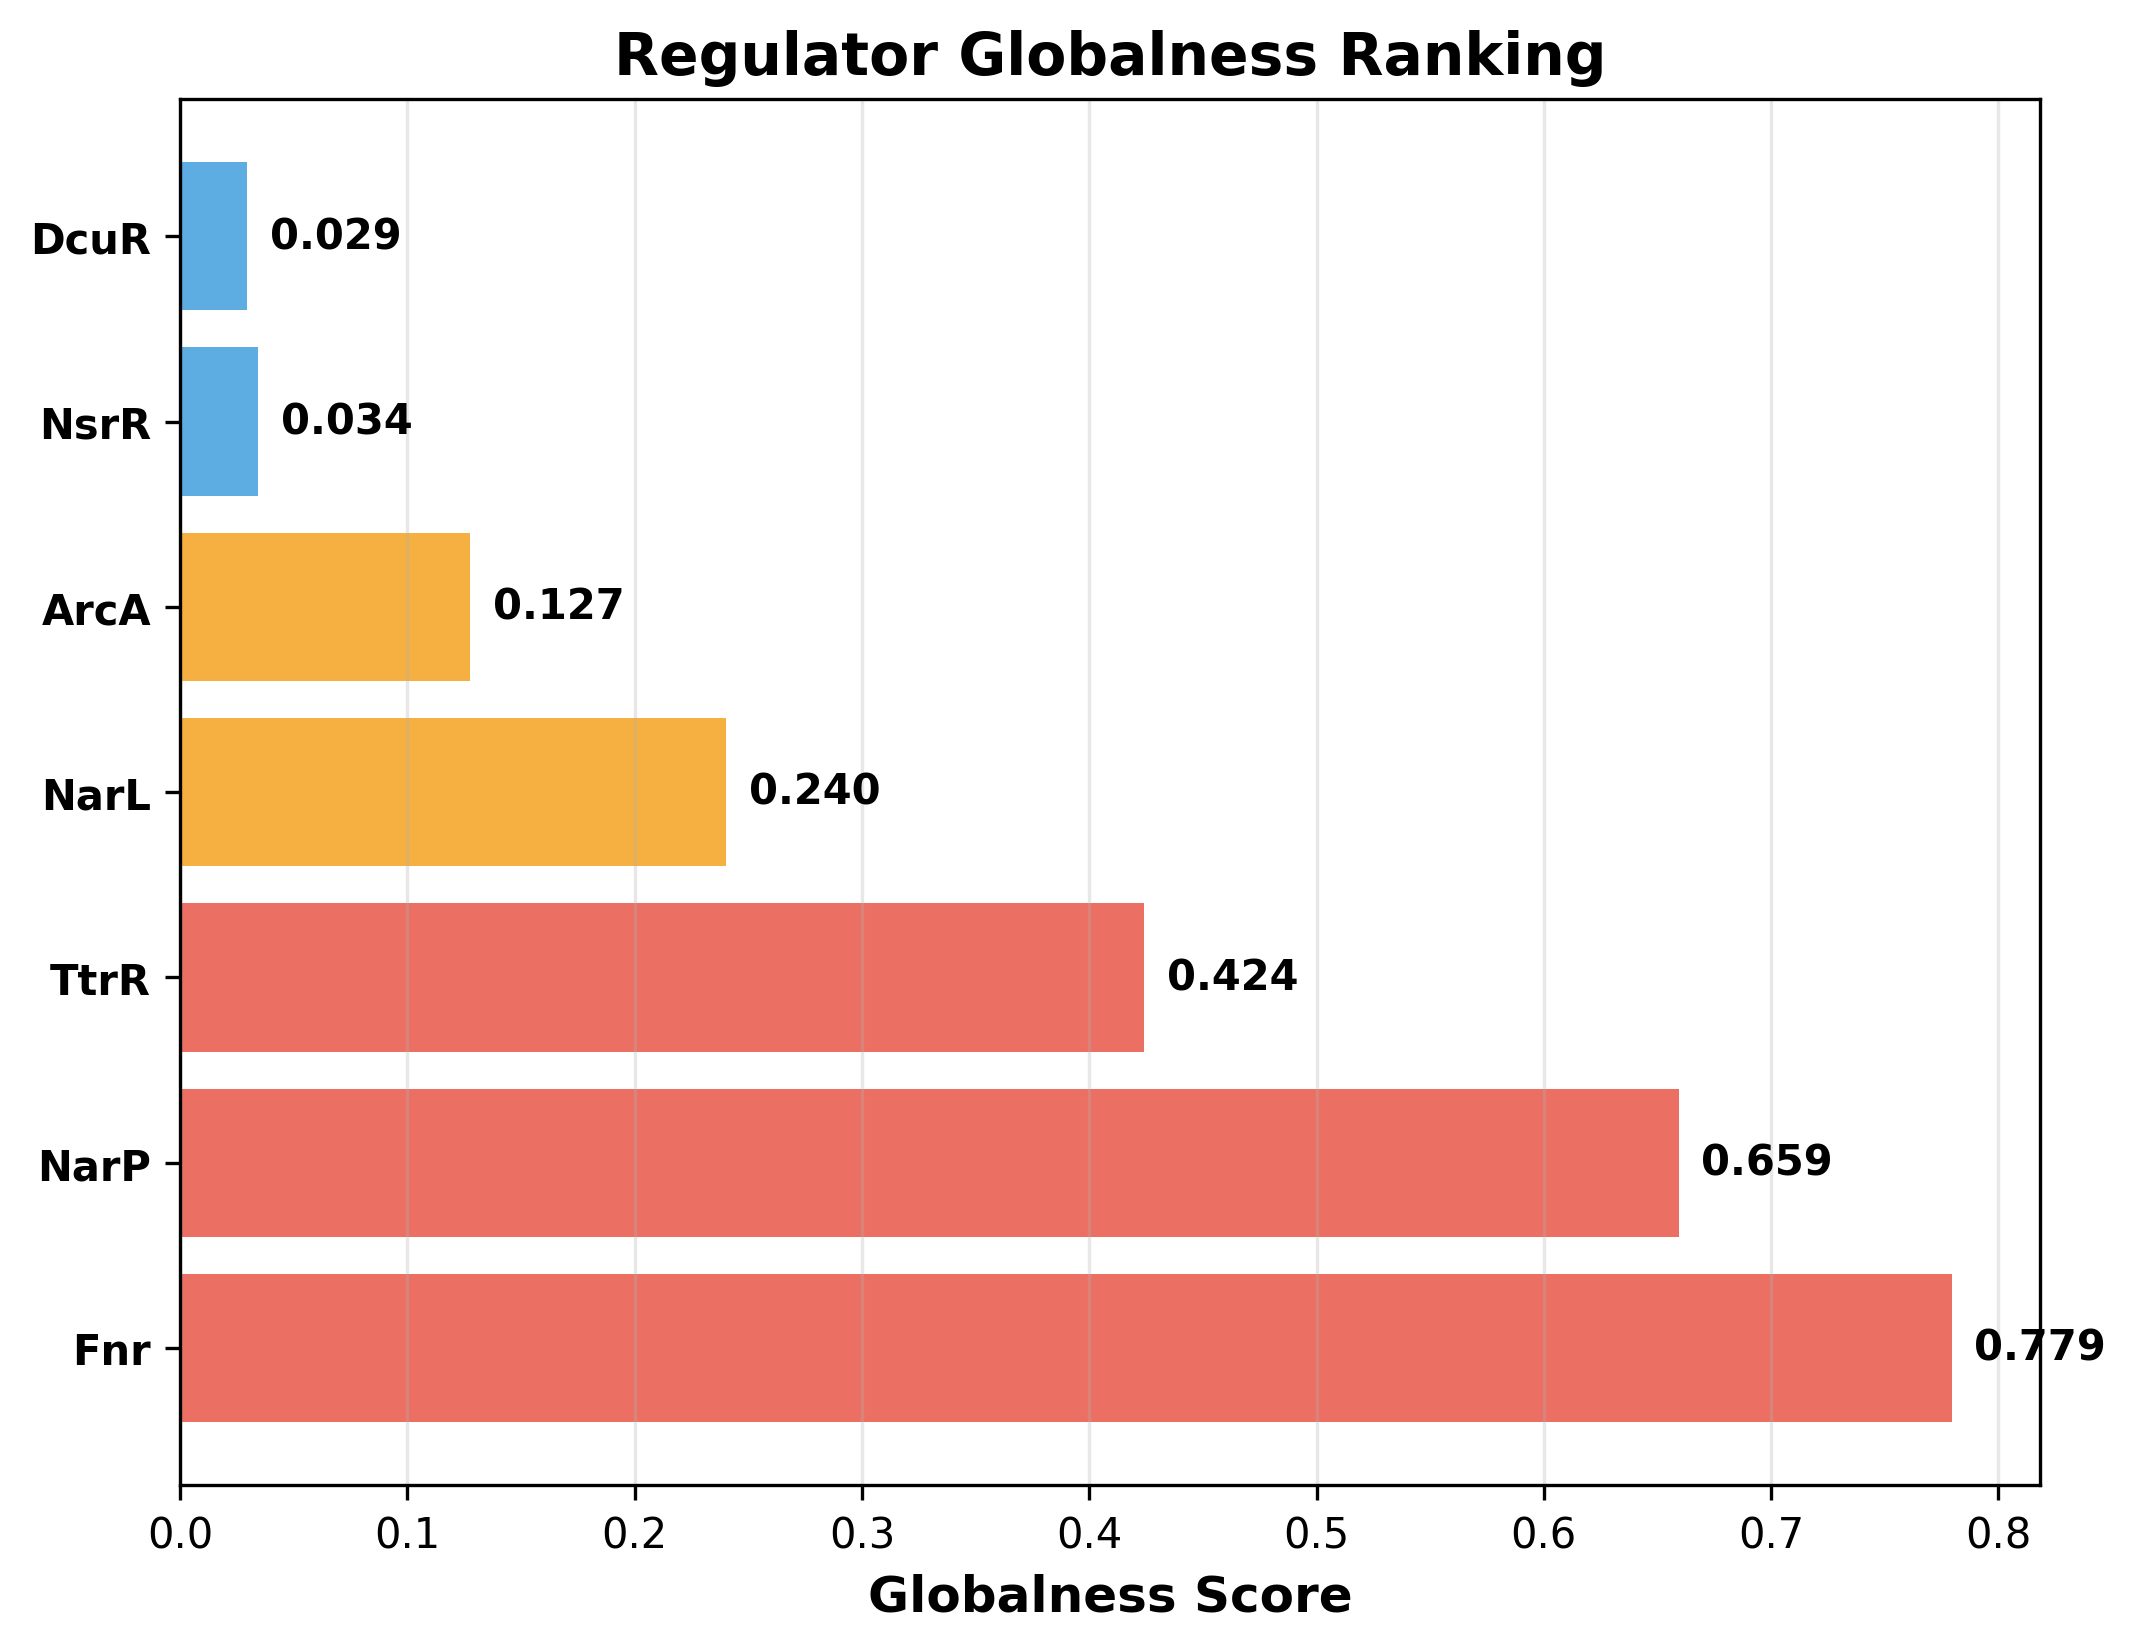 Regulator Globalness Ranking
DcuR 0.029
NsrR 0.034
ArcA 0.127
NarL 0.240
TtrR 0.424
NarP 0.659
Fnr 0.779
0.0 0.1 0.2 0.3 0.4 0.5 0.6 0.7 0.8
Globalness Score